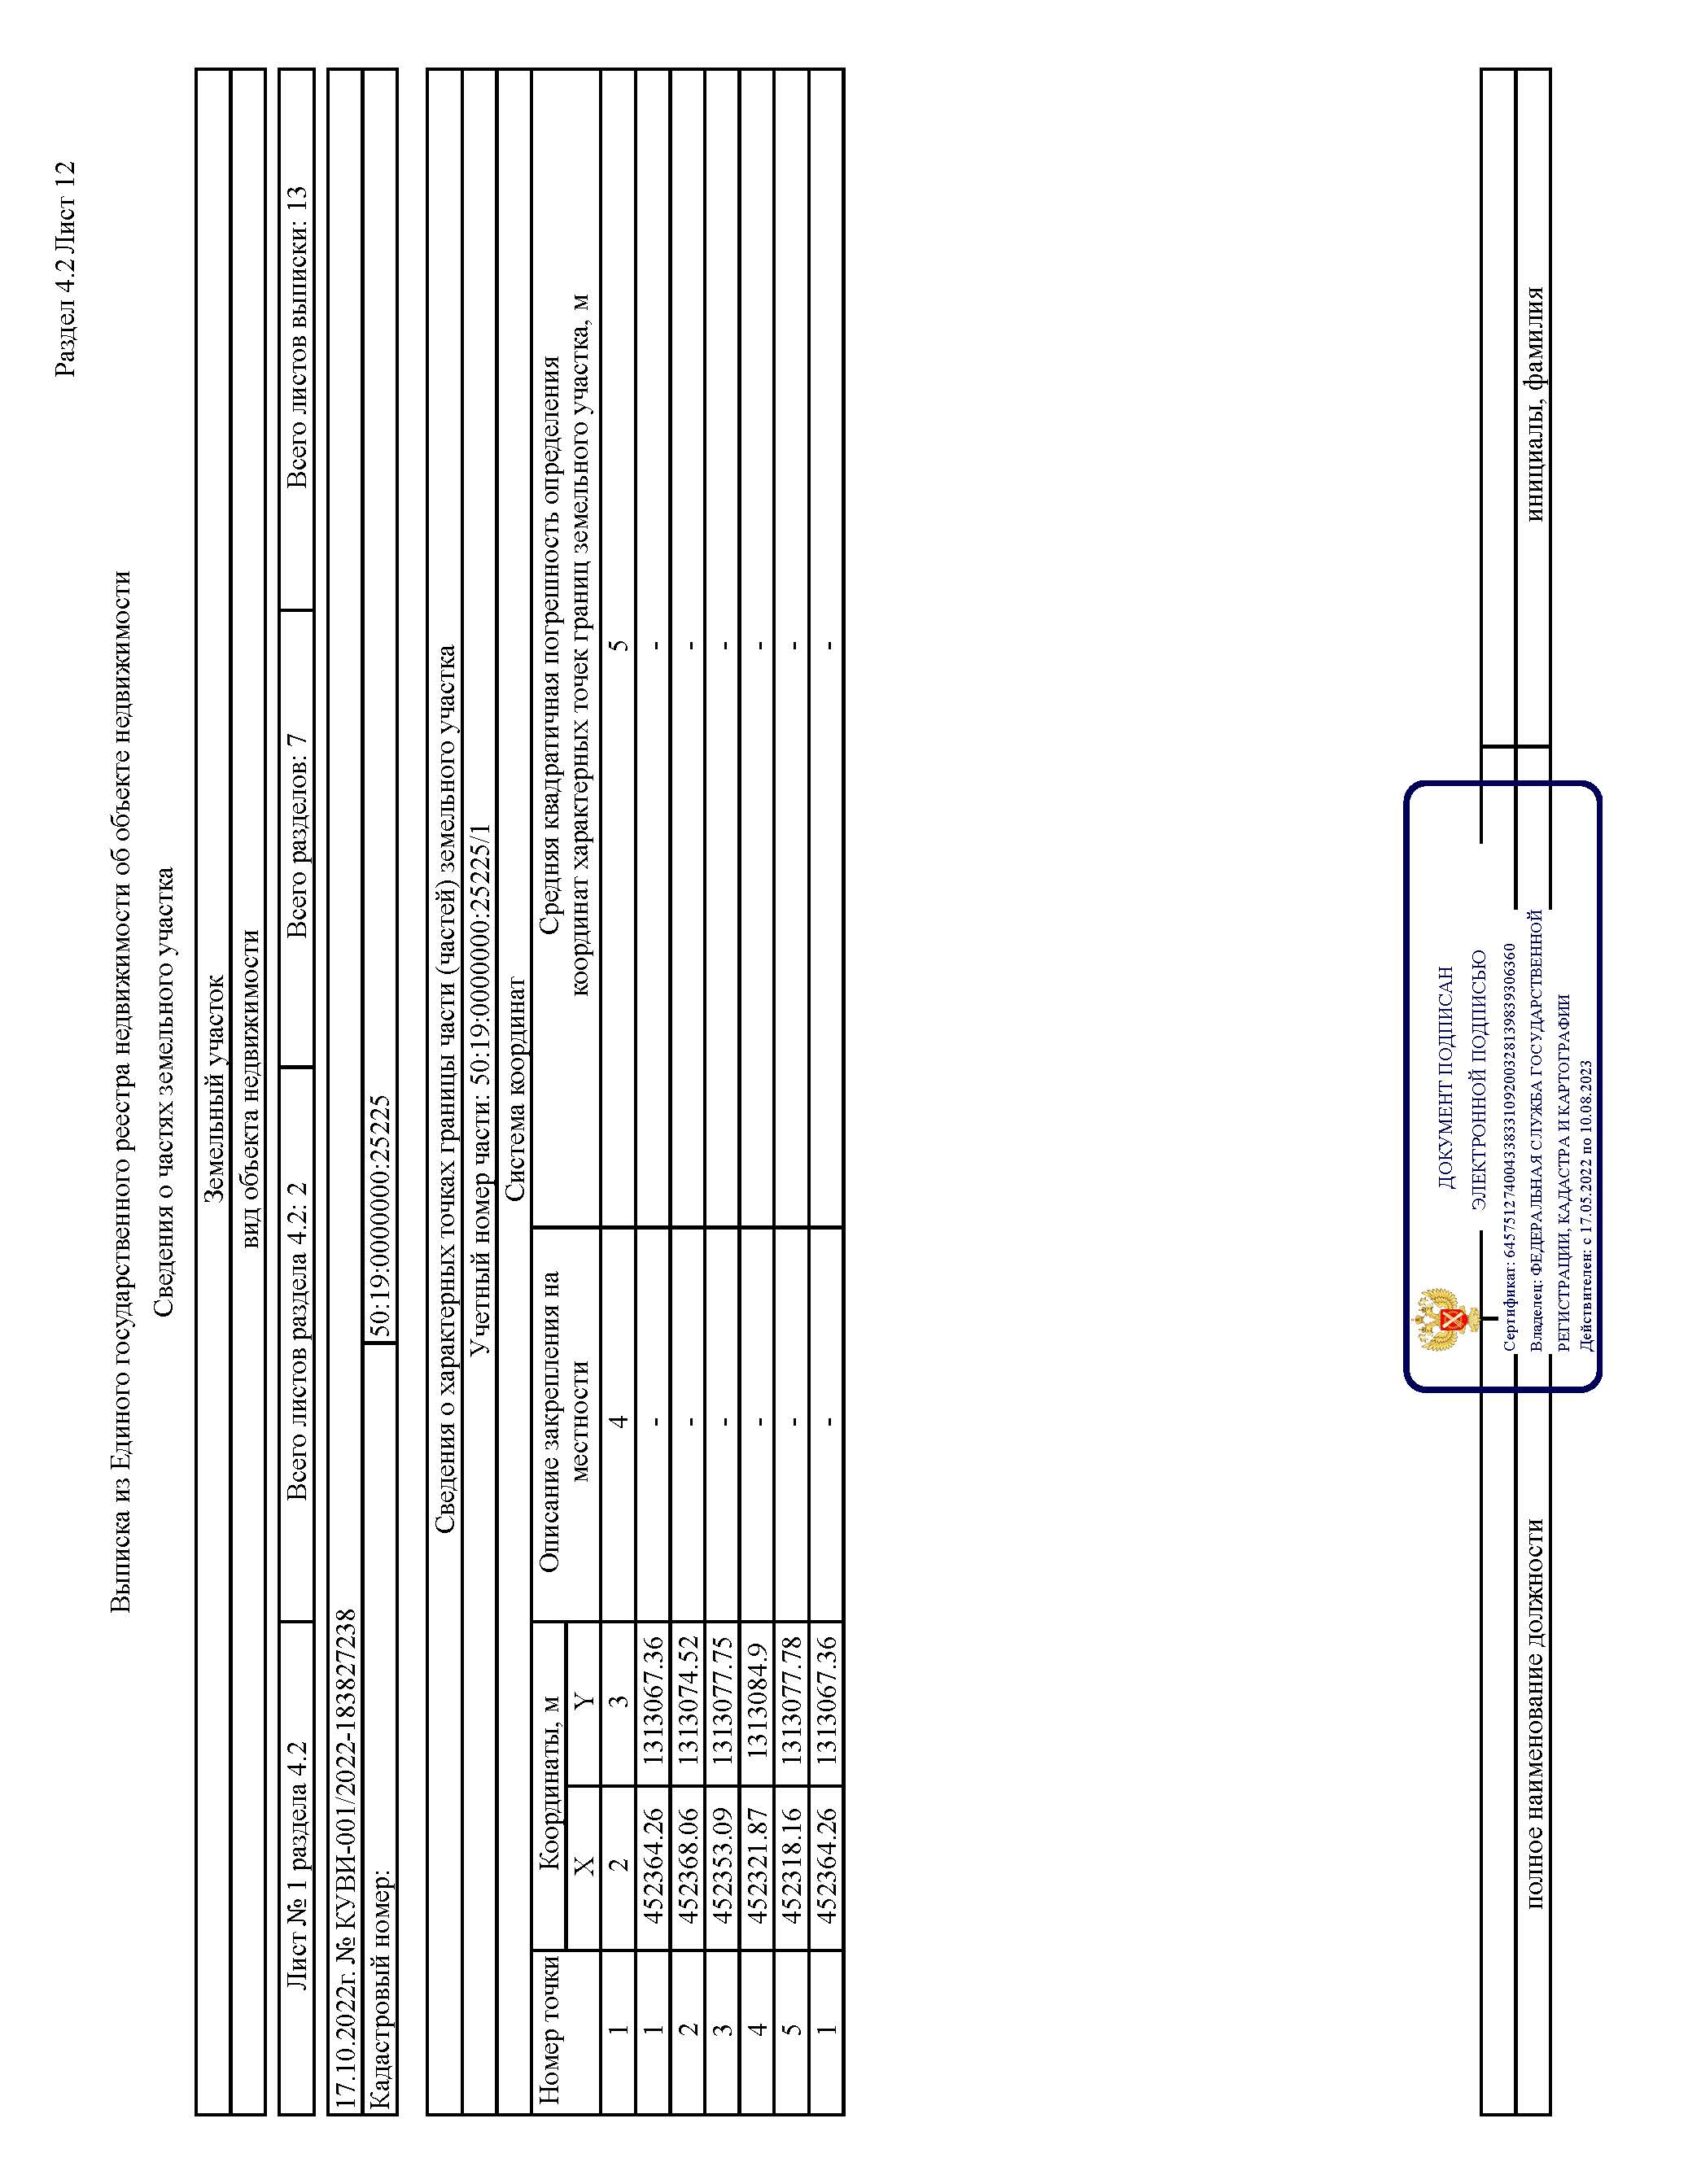 Раздел 4.2 Лист 12
Выписка из Единого государственного реестра недвижимости об объекте недвижимости
Сведения о частях земельного участка
Земельный участок
вид объекта недвижимости
Лист № 1 раздела 4.2 Всего листов раздела 4.2: 2 Всего разделов: 7 Всего листов выписки: 13
17.10.2022г. № КУВИ-001/2022-183827238
Кадастровый номер: 50:19:0000000:25225
Сведения о характерных точках границы части (частей) земельного участка
Учетный номер части: 50:19:0000000:25225/1
Система координат
Номер точки Координаты, м Описание закрепления на местности Средняя квадратичная погрешность определения
координат характерных точек границ земельного участка, м
X Y
1 2 3 4 5
1 452364.26 1313067.36 - -
2 452368.06 1313074.52 - -
3 452353.09 1313077.75 - -
4 452321.87 1313084.9 - -
5 452318.16 1313077.78 - -
1 452364.26 1313067.36 - -
ДОКУМЕНТ ПОДПИСАН
ЭЛЕКТРОННОЙ ПОДПИСЬЮ
Сертификат: 645751274004338331092003281398393063​60
Владелец: ФЕДЕРАЛЬНАЯ СЛУЖБА ГОСУДАРСТВЕННОЙ
РЕГИСТРАЦИИ, КАДАСТРА И КАРТОГРАФИИ
Действителен: с 17.05.2022 по 10.08.2023
полное наименование должности инициалы, фамилия